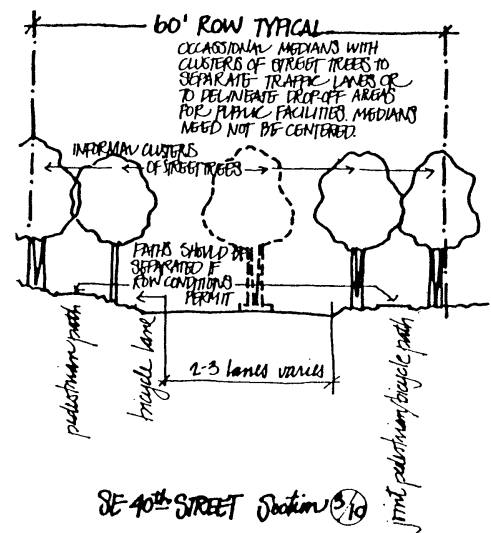 60' ROW TYPICAL
OCCASSIONAL MEDIANS WITH
CLUSTERS OF STREET TREES TO
SEPARATE TRAFFIC LANES OR
TO DELINEATE DROP-OFF AREAS
FOR PUBLIC FACILITIES. MEDIANS
NEED NOT BE CENTERED.
INFORMAL CLUSTERS
OF STREET TREES
PATHS SHOULD BE
SEPARATED IF
ROW CONDITIONS
PERMIT
pedestrian path
bicycle lane
2-3 lanes varies
joint pedestrian/bicycle path
SE 40th STREET Section 3/10